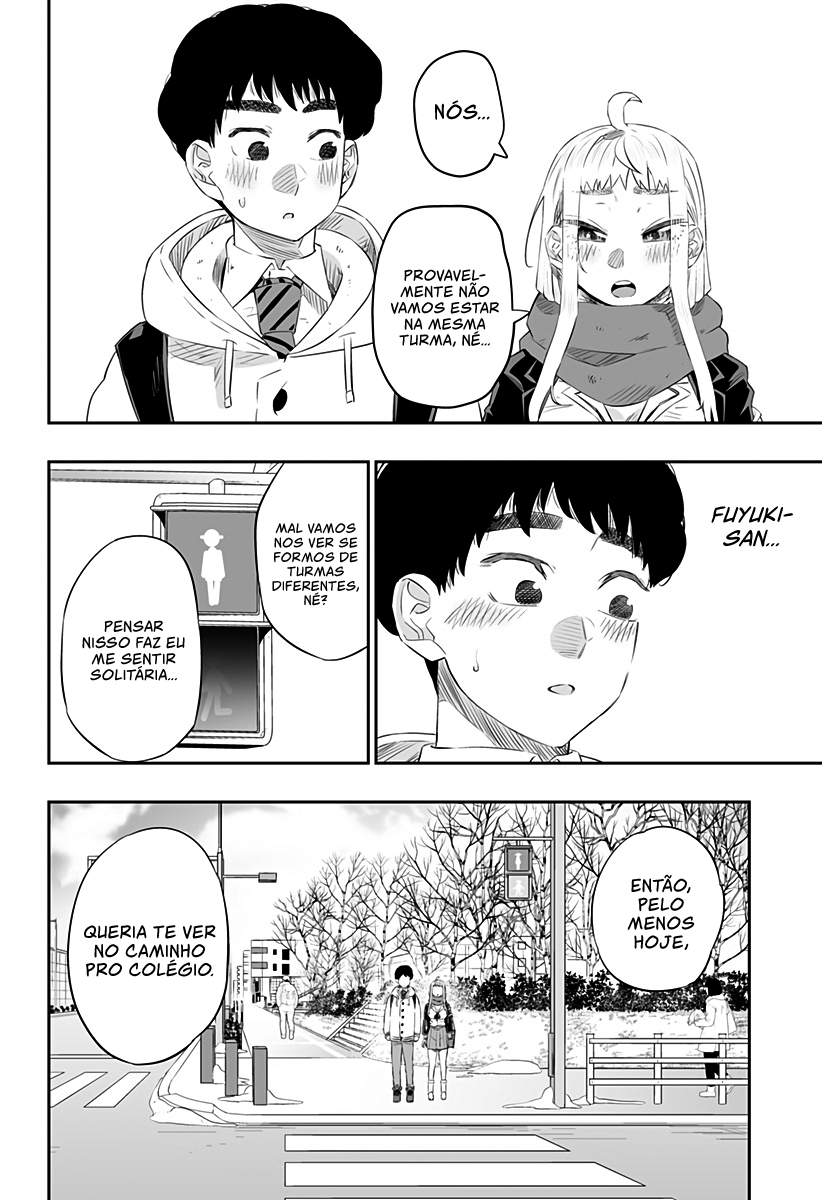 NÓS...
PROVAVEL-
MENTE NÃO
VAMOS ESTAR
NA MESMA
TURMA, NÉ...
FUYUKI-
SAN...
MAL VAMOS
NOS VER SE
FORMOS DE
TURMAS
DIFERENTES,
NÉ?
PENSAR
NISSO FAZ EU
ME SENTIR
SOLITÁRIA...
ENTÃO,
PELO
MENOS
HOJE,
QUERIA TE VER
NO CAMINHO
PRO COLÉGIO.